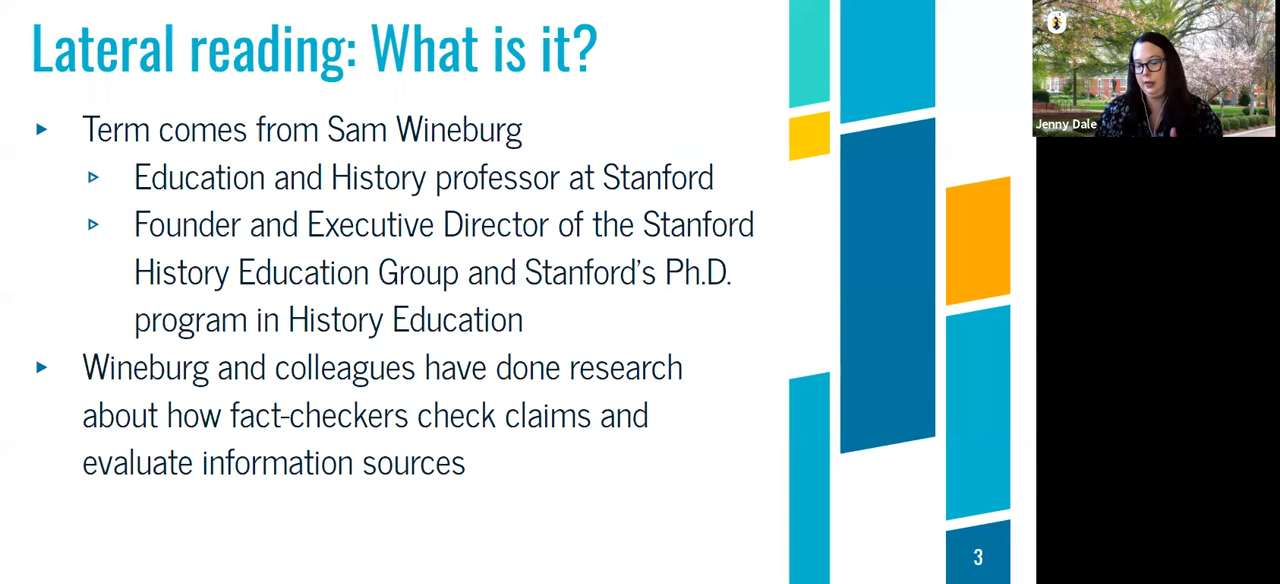 Lateral reading: What is it?
Term comes from Sam Wineburg
Education and History professor at Stanford
Founder and Executive Director of the Stanford
History Education Group and Stanford's Ph.D.
program in History Education
Wineburg and colleagues have done research
about how fact-checkers check claims and
evaluate information sources
3
Jenny Dale